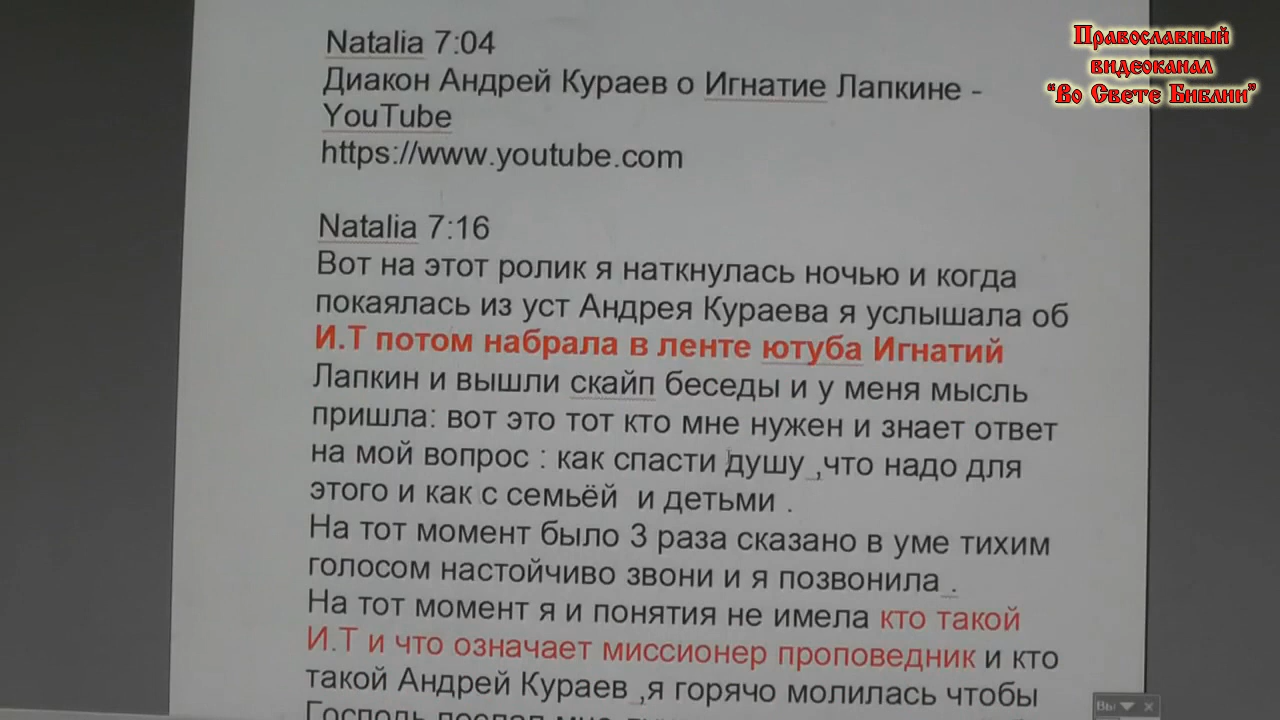 Православный
видеоканал
“Во Свете Библии”
Natalia 7:04
Диакон Андрей Кураев о Игнатие Лапкине -
YouTube
https://www.youtube.com
Natalia 7:16
Вот на этот ролик я наткнулась ночью и когда
покаялась из уст Андрея Кураева я услышала об
И.Т потом набрала в ленте ютуба Игнатий
Лапкин и вышли скайп беседы и у меня мысль
пришла: вот это тот кто мне нужен и знает ответ
на мой вопрос : как спасти душу ,что надо для
этого и как с семьёй и детьми .
На тот момент было 3 раза сказано в уме тихим
голосом настойчиво звони и я позвонила .
На тот момент я и понятия не имела кто такой
И.Т и что означает миссионер проповедник и кто
такой Андрей Кураев ,я горячо молилась чтобы
Господь послал мне
Вы